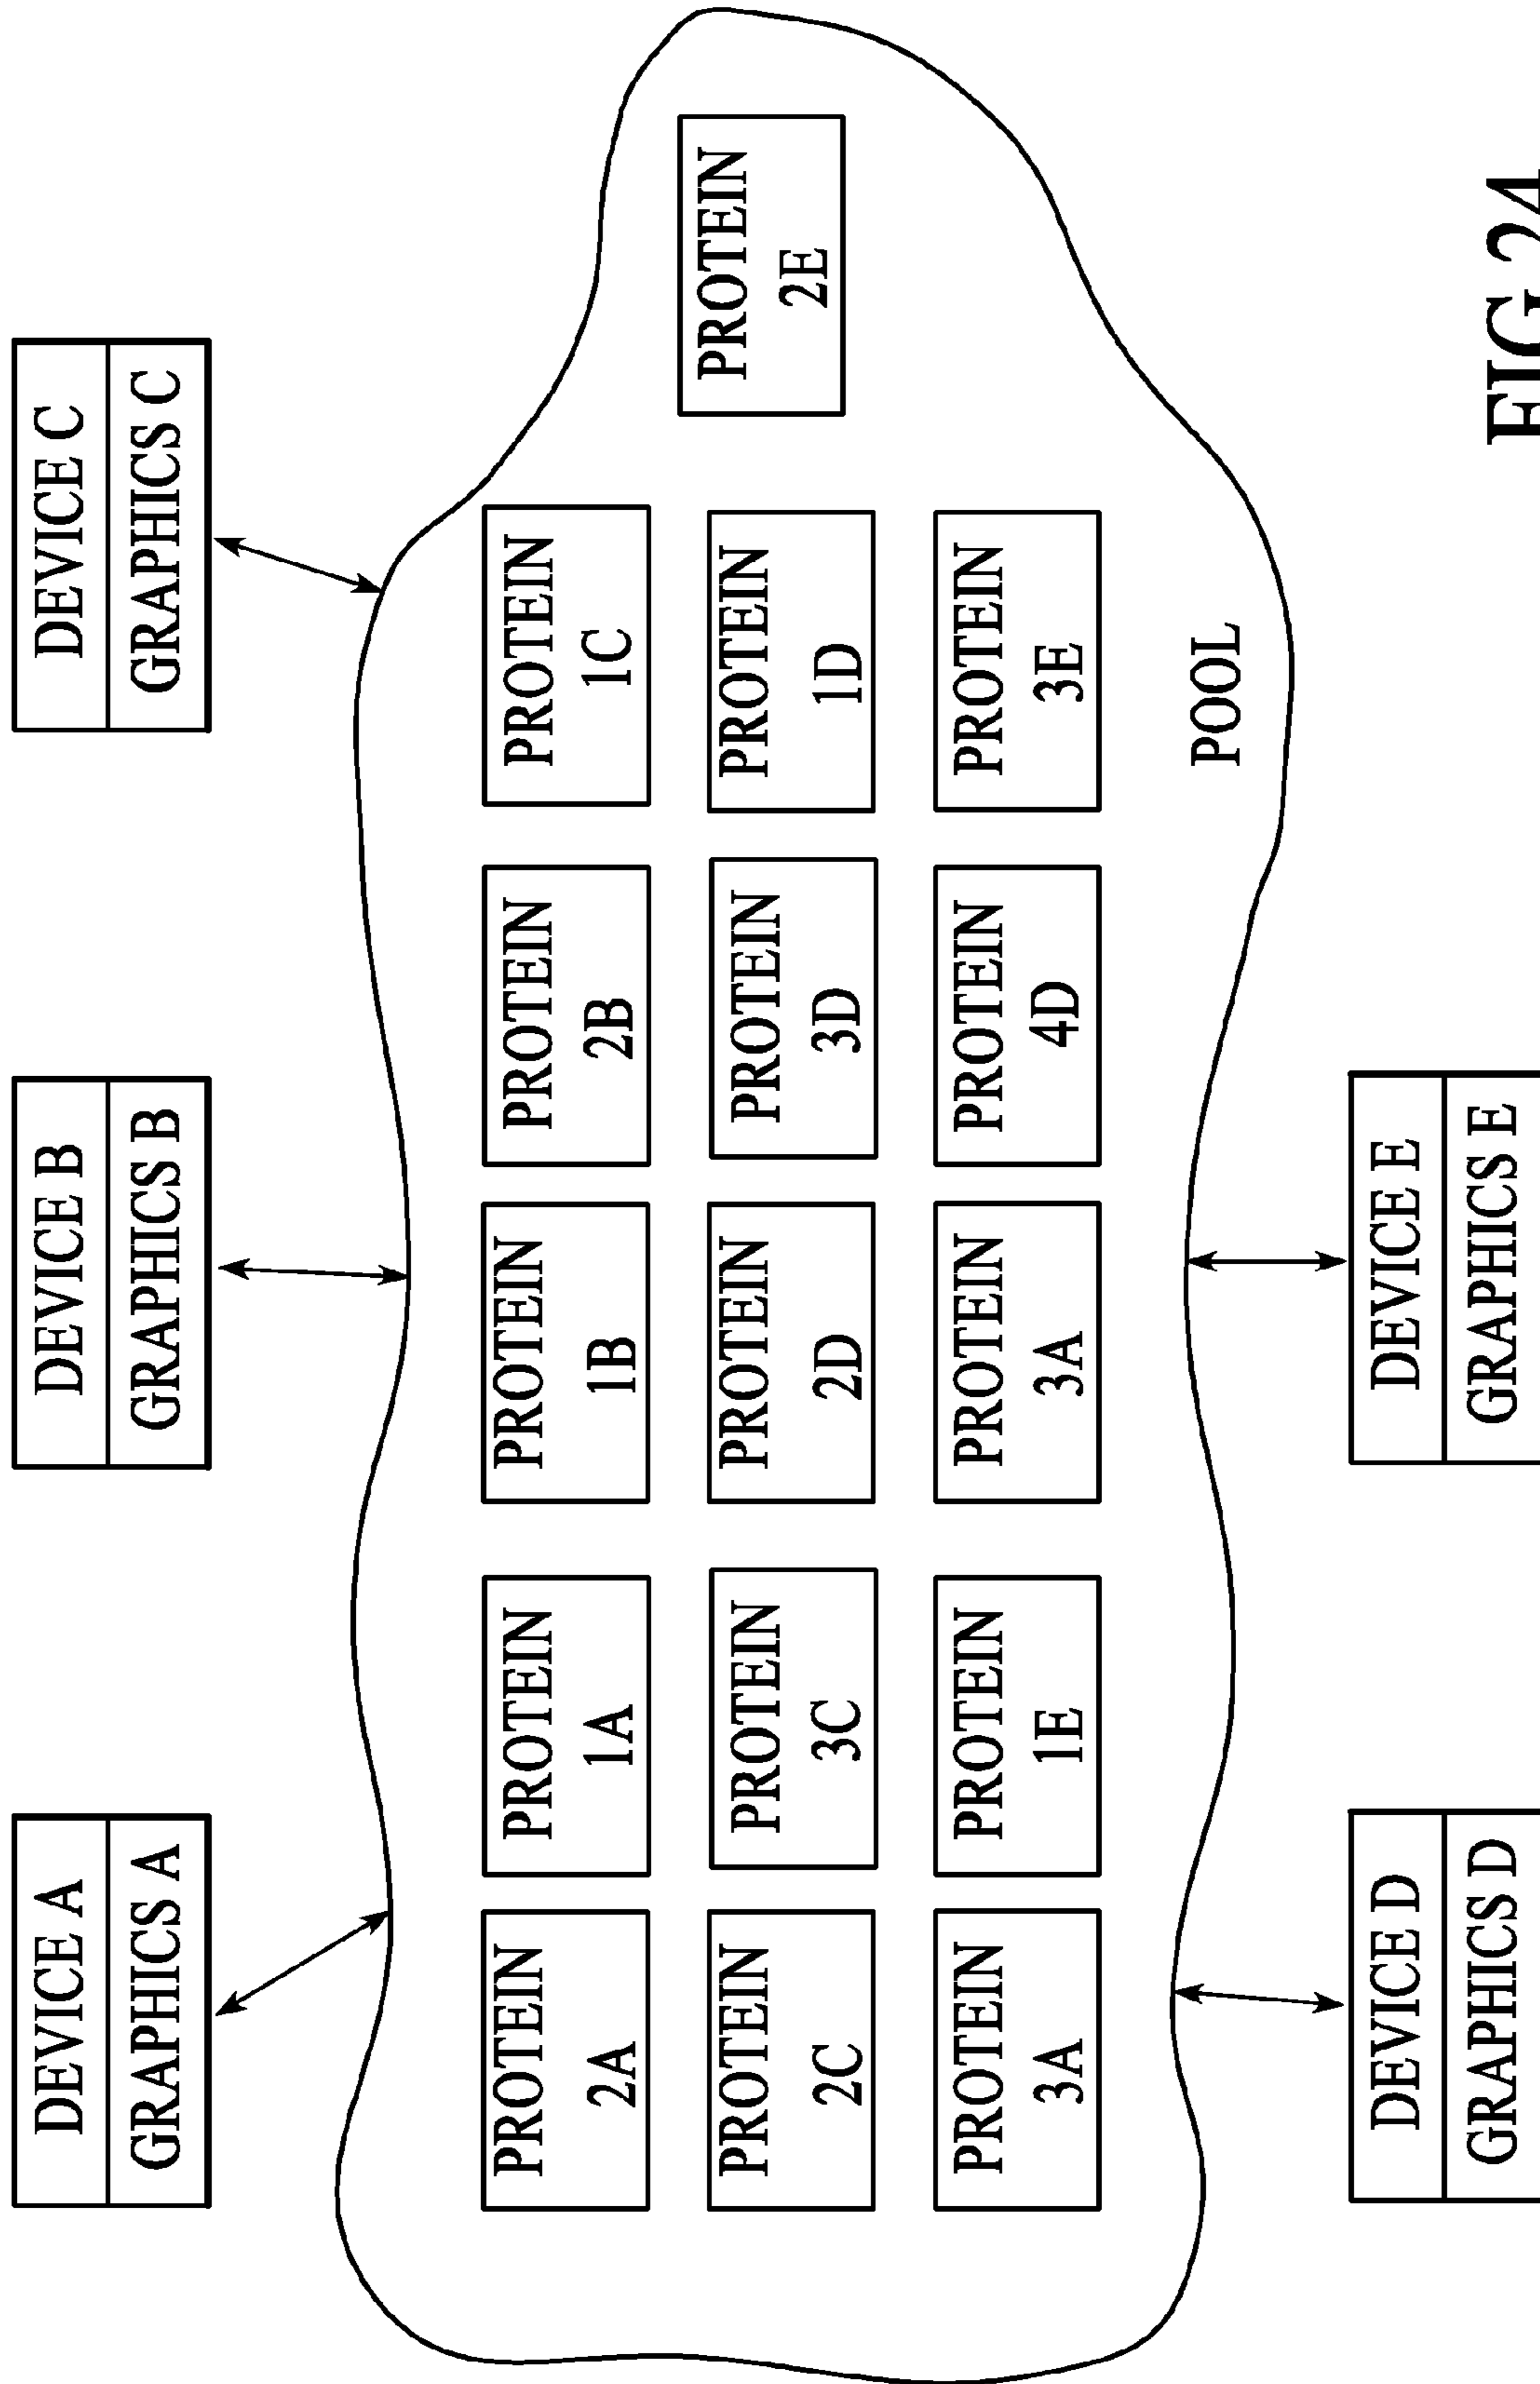 DEVICE A
GRAPHICS A
DEVICE B
GRAPHICS B
DEVICE C
GRAPHICS C
PROTEIN
2A
PROTEIN
1A
PROTEIN
1B
PROTEIN
2B
PROTEIN
1C
PROTEIN
2C
PROTEIN
3C
PROTEIN
2D
PROTEIN
3D
PROTEIN
1D
PROTEIN
2E
PROTEIN
3A
PROTEIN
1E
PROTEIN
3A
PROTEIN
4D
PROTEIN
3E
POOL
DEVICE D
GRAPHICS D
DEVICE E
GRAPHICS E
FIG.24